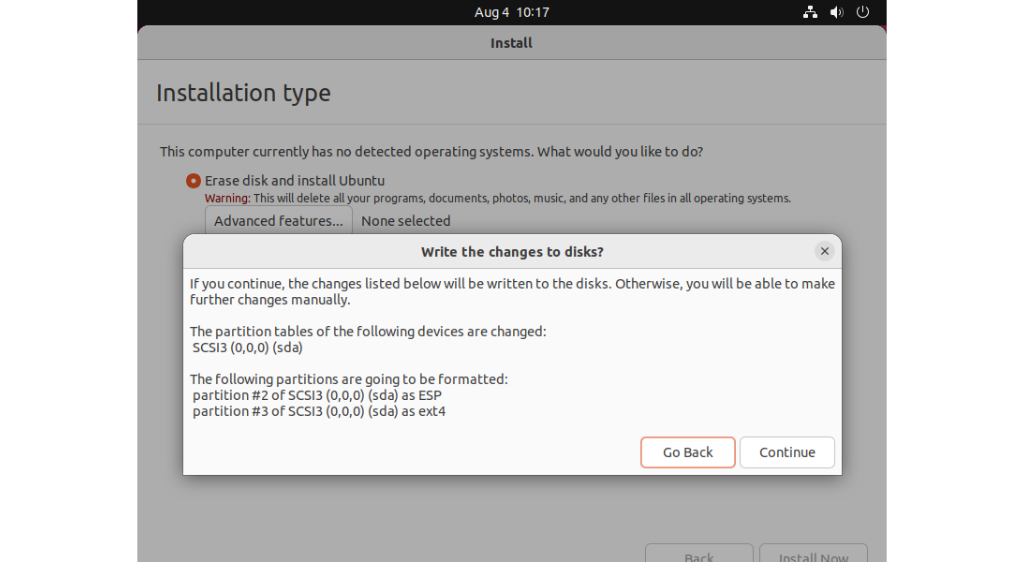 Aug 4 10:17
Install
Installation type
This computer currently has no detected operating systems. What would you like to do?
Erase disk and install Ubuntu
Warning: This will delete all your programs, documents, photos, music, and any other files in all operating systems.
Advanced features... None selected
Write the changes to disks?
If you continue, the changes listed below will be written to the disks. Otherwise, you will be able to make
further changes manually.
The partition tables of the following devices are changed:
SCSI3 (0,0,0) (sda)
The following partitions are going to be formatted:
partition #2 of SCSI3 (0,0,0) (sda) as ESP
partition #3 of SCSI3 (0,0,0) (sda) as ext4
Go Back Continue
Back Install Now